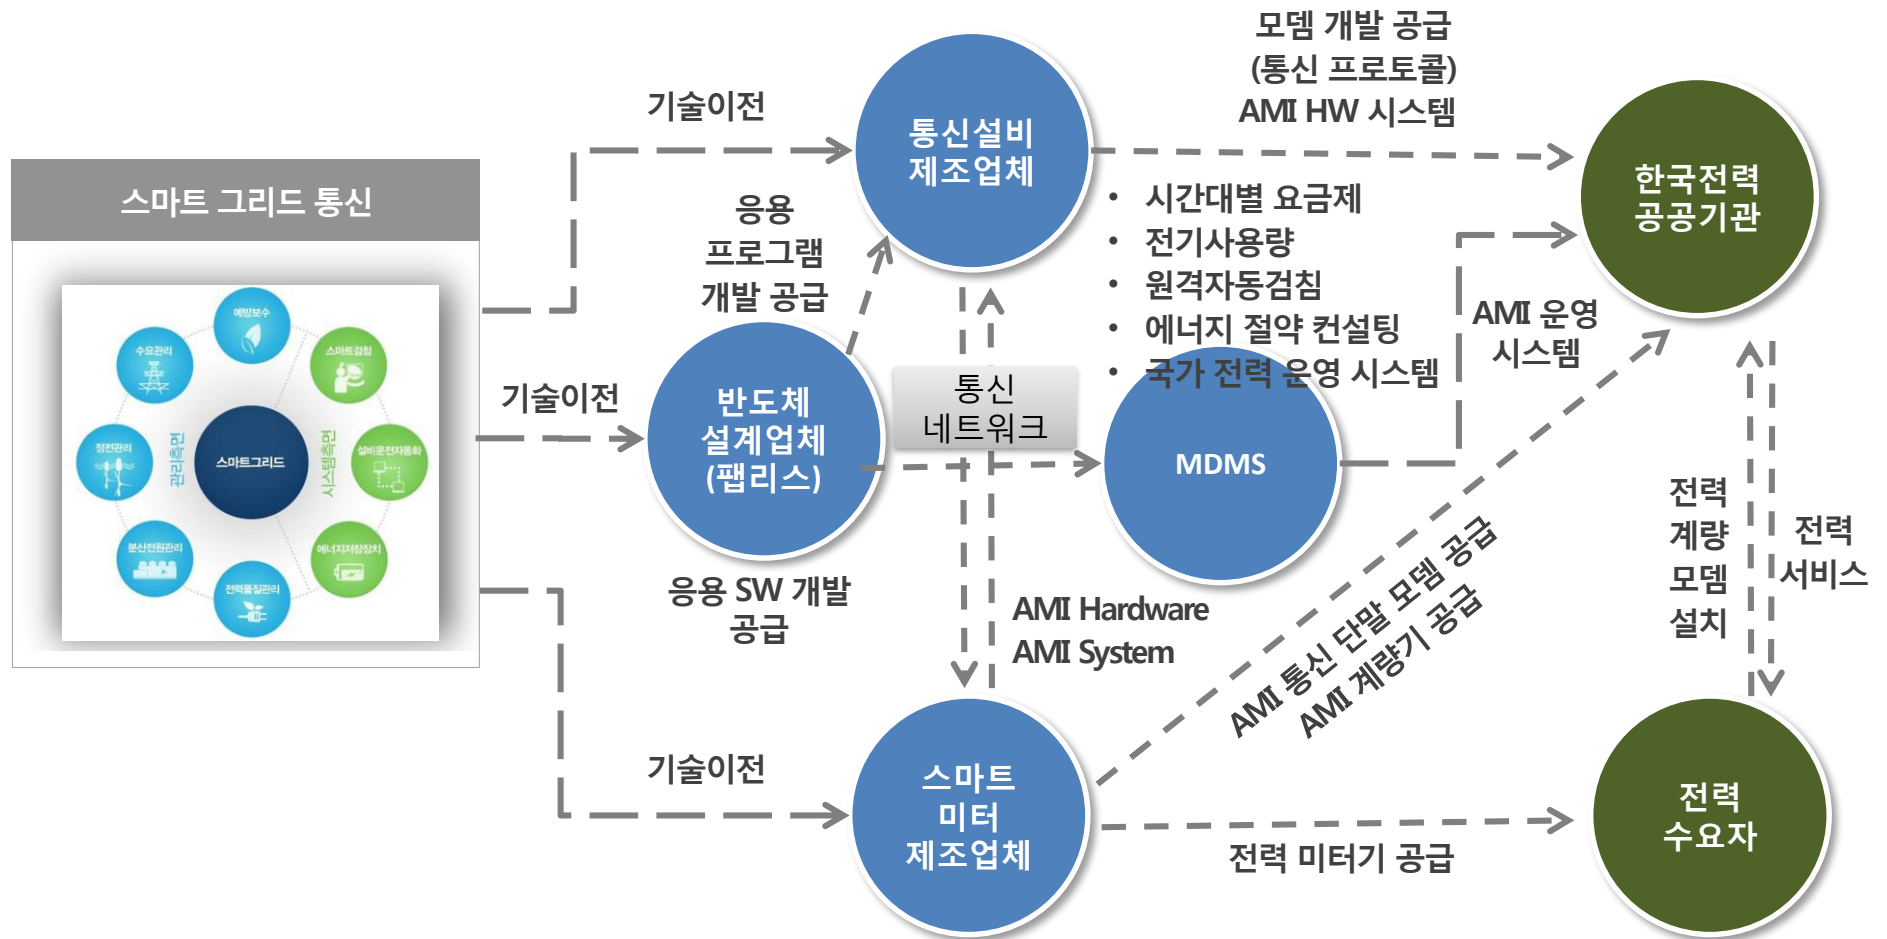 스마트 그리드 통신
예방보수
수요관리
스마트검침
정전관리
관리측면
스마트그리드
시스템측면
설비운전자동화
분산전원관리
에너지저장장치
전력품질관리
기술이전
기술이전
기술이전
통신설비
제조업체
응용
프로그램
개발 공급
반도체
설계업체
(팹리스)
응용 SW 개발
공급
통신
네트워크
모뎀 개발 공급
(통신 프로토콜)
AMI HW 시스템
• 시간대별 요금제
• 전기사용량
• 원격자동검침
• 에너지 절약 컨설팅
• 국가 전력 운영 시스템
MDMS
AMI 운영
시스템
한국전력
공공기관
AMI Hardware
AMI System
AMI 통신 단말 모뎀 공급
AMI 계량기 공급
전력
계량
모뎀
설치
전력
서비스
스마트
미터
제조업체
전력 미터기 공급
전력
수요자